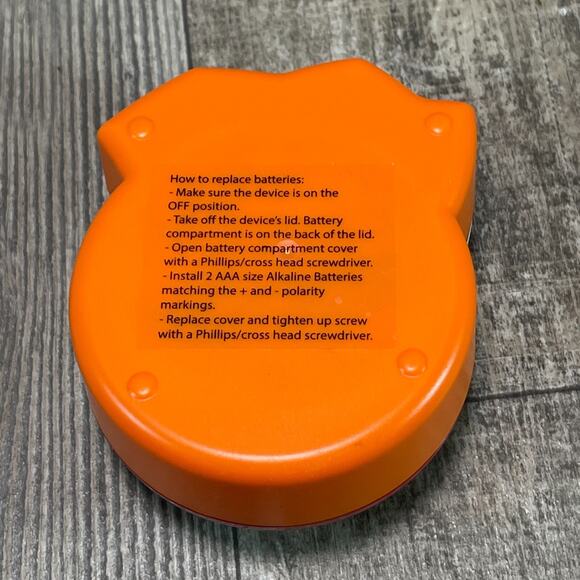 How to replace batteries:
- Make sure the device is on the
OFF position.
- Take off the device's lid. Battery
compartment is on the back of the lid.
- Open battery compartment cover
with a Phillips/cross head screwdriver.
- Install 2 AAA size Alkaline Batteries
matching the + and - polarity
markings.
- Replace cover and tighten up screw
with a Phillips/cross head screwdriver.